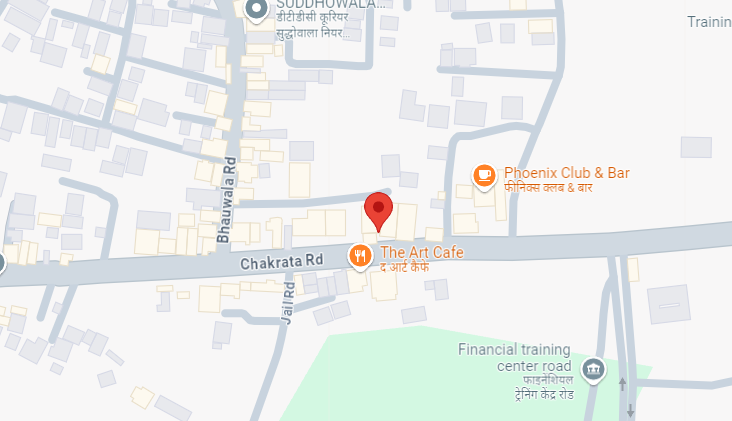 SUDDHOWALA...
डीटीडीसी कूरियर
सुद्धोवाला नियर...
Trainin
Bhauwala Rd
Phoenix Club & Bar
फीनिक्स क्लब & बार
The Art Cafe
द आर्ट कैफे
Chakrata Rd
Jail Rd
Financial training
center road
फाइनेंशियल
ट्रेनिंग केंद्र रोड